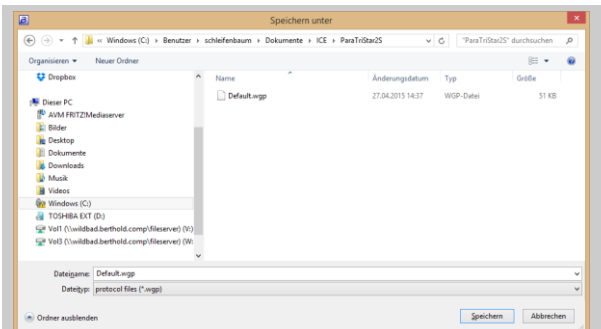 Speichern unter
« Windows (C:) › Benutzer › schleifenbaum › Dokumente › ICE › ParaTriStar2S
"ParaTriStar2S" durchsuchen
Organisieren
Neuer Ordner
Dropbox
Dieser PC
AVM FRITZ!Mediaserver
Bilder
Desktop
Dokumente
Downloads
Musik
Videos
Windows (C:)
TOSHIBA EXT (D:)
Vol1 (\\wildbad.berthold.comp\fileserver) (V:)
Vol3 (\\wildbad.berthold.comp\fileserver) (W:
Name Änderungsdatum Typ Größe
Default.wgp 27.04.2015 14:37 WGP-Datei 51 KB
Dateiname: Default.wgp
Dateityp: protocol files (*.wgp)
Ordner ausblenden
Speichern
Abbrechen